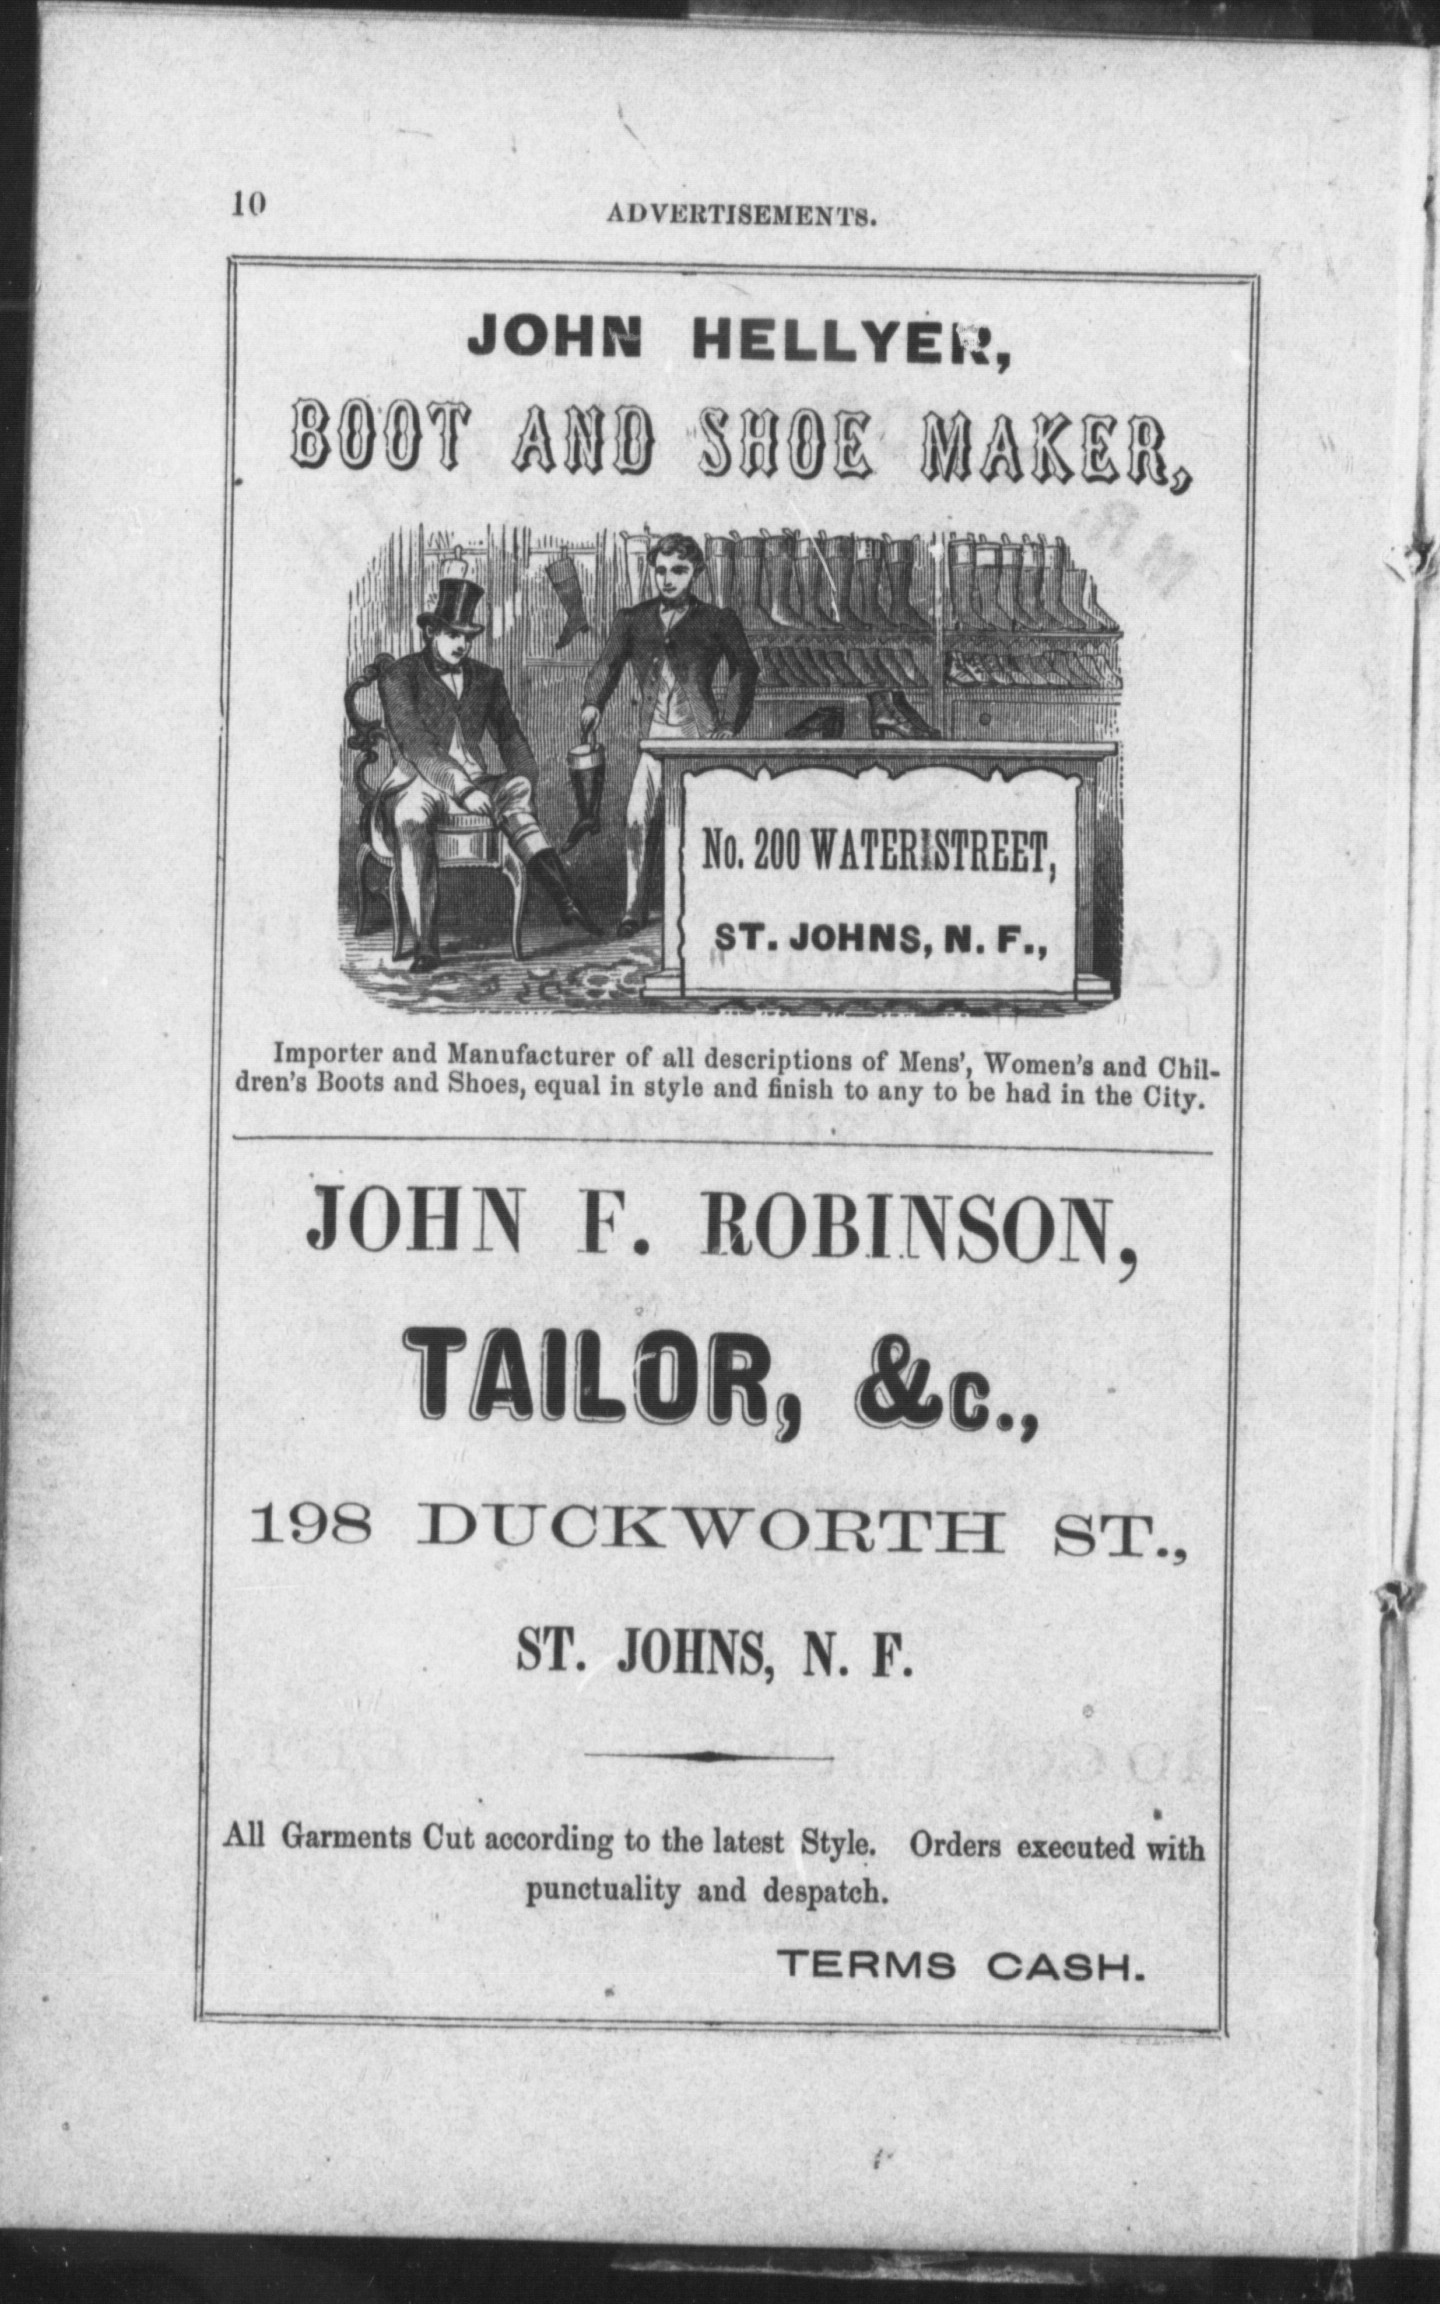 10
ADVERTISEMENTS.
JOHN HELLYER,
BOOT AND SHOE MAKER,
No. 200 WATER STREET,
ST. JOHNS, N. F.,
Importer and Manufacturer of all descriptions of Mens', Women's and Chil-
dren's Boots and Shoes, equal in style and finish to any to be had in the City.
JOHN F. ROBINSON,
TAILOR, &c.,
198 DUCKWORTH ST.,
ST. JOHNS, N. F.
All Garments Cut according to the latest Style. Orders executed with
punctuality and despatch.
TERMS CASH.